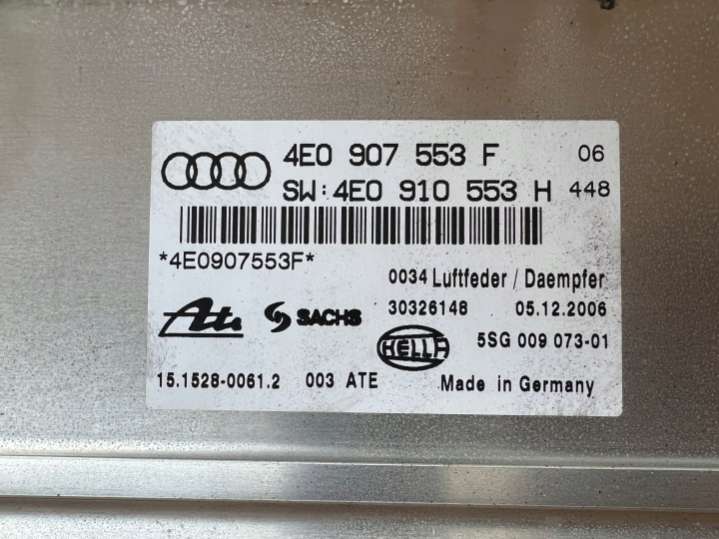 4E0 907 553 F 06
SW:4E0 910 553 H 448
*4E0907553F*
0034 Luftfeder / Daempfer
Ate SACHS 30326148 05.12.2006
HELLA 5SG 009 073-01
15.1528-0061.2 003 ATE Made in Germany